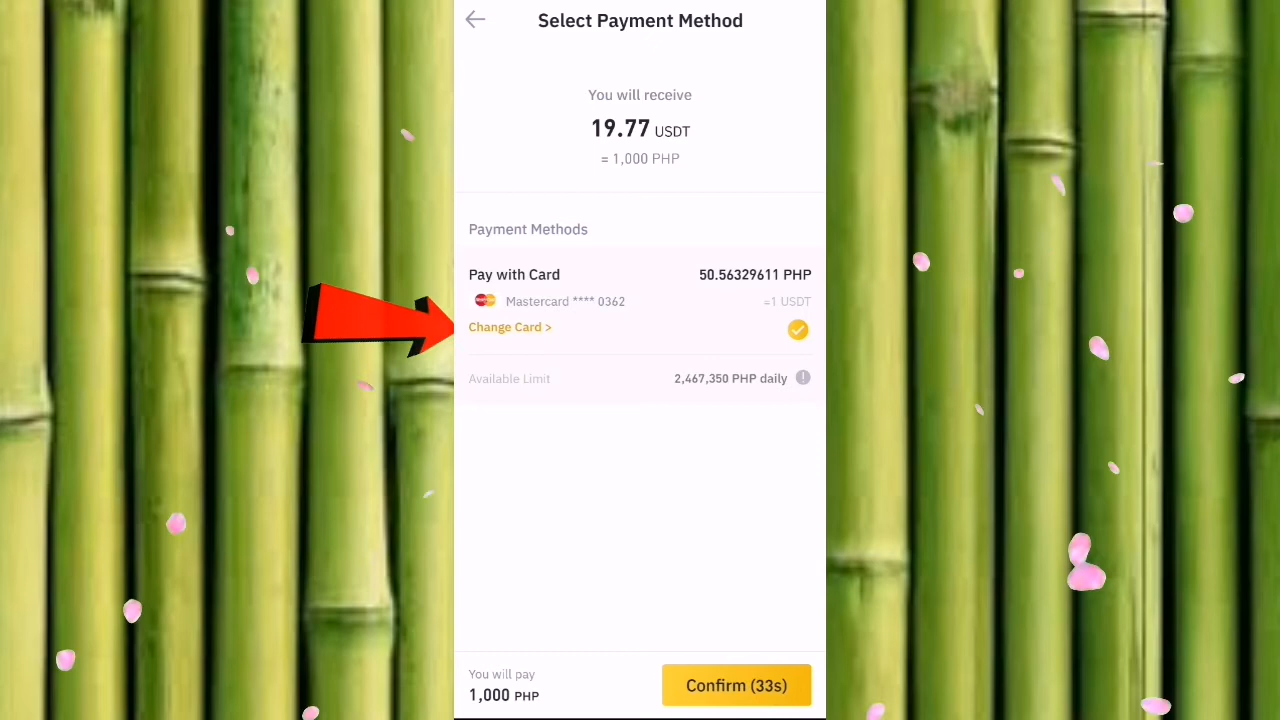 Select Payment Method
You will receive
19.77 USDT
= 1,000 PHP
Payment Methods
Pay with Card 50.56329611 PHP
Mastercard **** 0362 =1 USDT
Change Card >
Available Limit 2,467,350 PHP daily
You will pay
1,000 PHP
Confirm (33s)